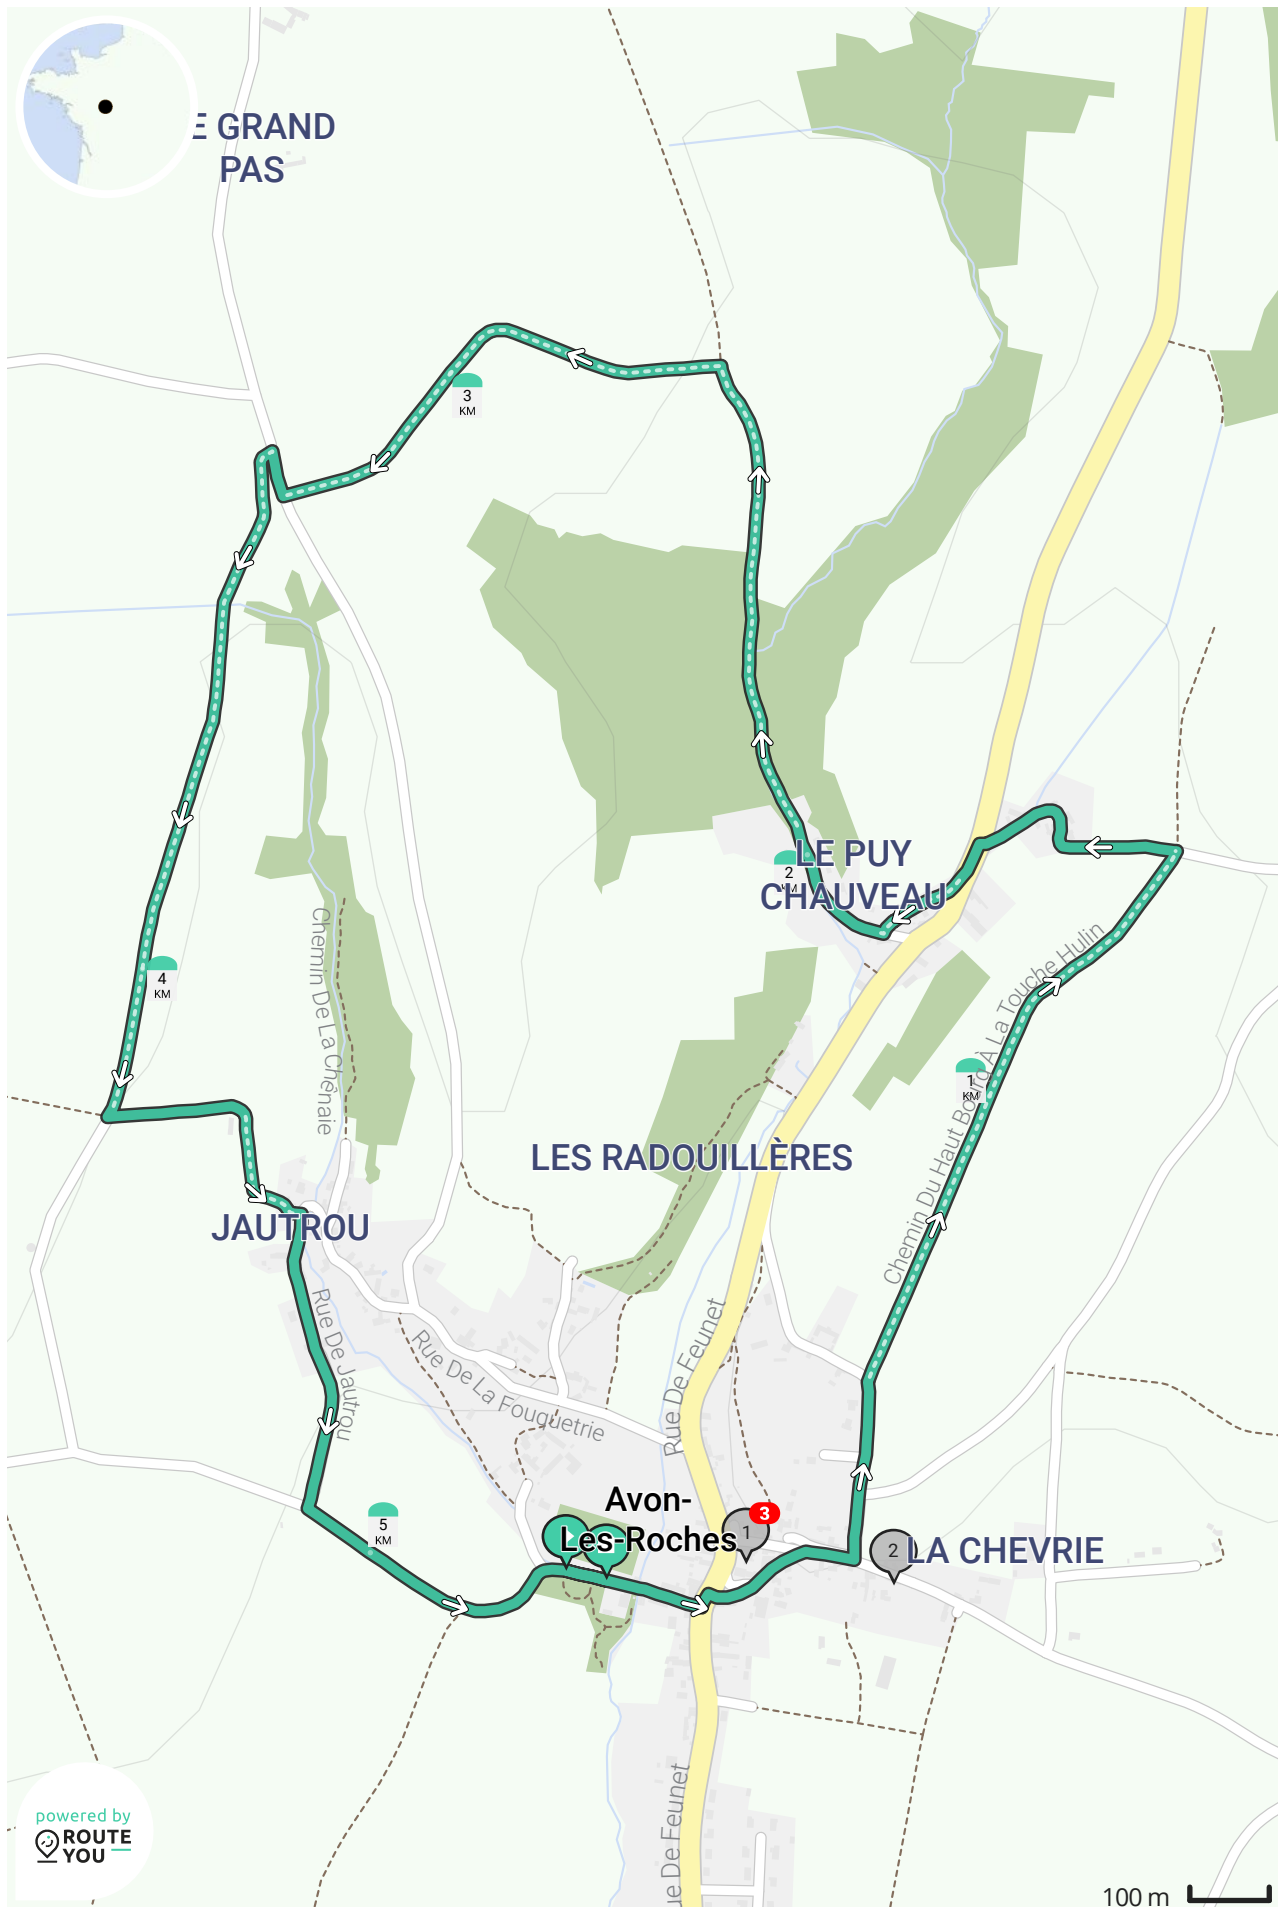 E GRAND
PAS
3
KM
LE PUY
CHAUVEAU
2
KM
Chemin De La Chênaie
4
KM
Chemin Du Haut Bourg À La Touche Hulin
1
KM
LES RADOUILLÈRES
JAUTROU
Rue De Jautrou
Rue De La Fouquetrie
Rue De Feunet
Avon-
Les-Roches
1
3
2
LA CHEVRIE
5
KM
ue De Feunet
powered by
ROUTE
YOU
100 m